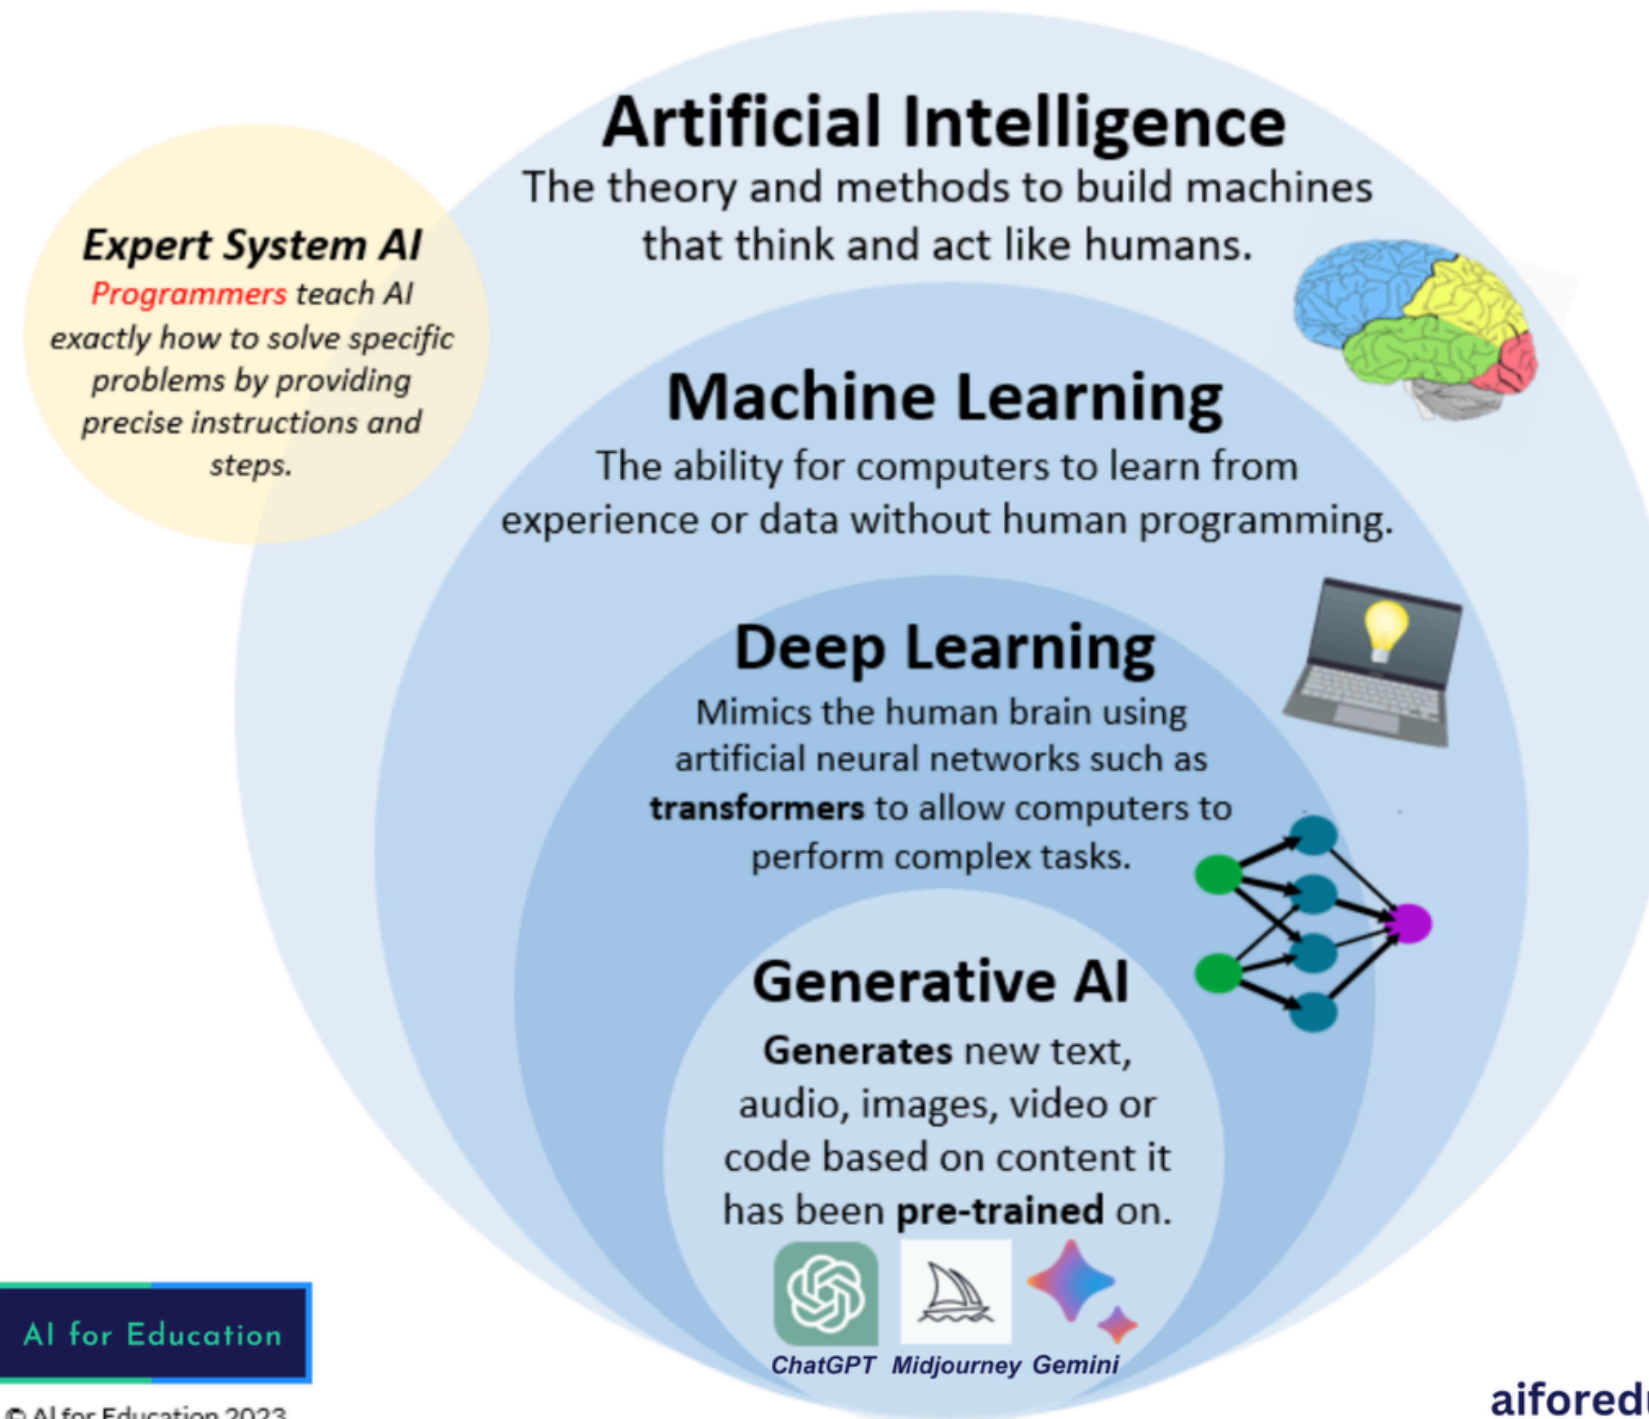 Artificial Intelligence
The theory and methods to build machines
that think and act like humans.
Expert System AI
Programmers teach AI
exactly how to solve specific
problems by providing
precise instructions and
steps.
Machine Learning
The ability for computers to learn from
experience or data without human programming.
Deep Learning
Mimics the human brain using
artificial neural networks such as
transformers to allow computers to
perform complex tasks.
Generative AI
Generates new text,
audio, images, video or
code based on content it
has been pre-trained on.
ChatGPT Midjourney Gemini
AI for Education
© AI for Education 2023